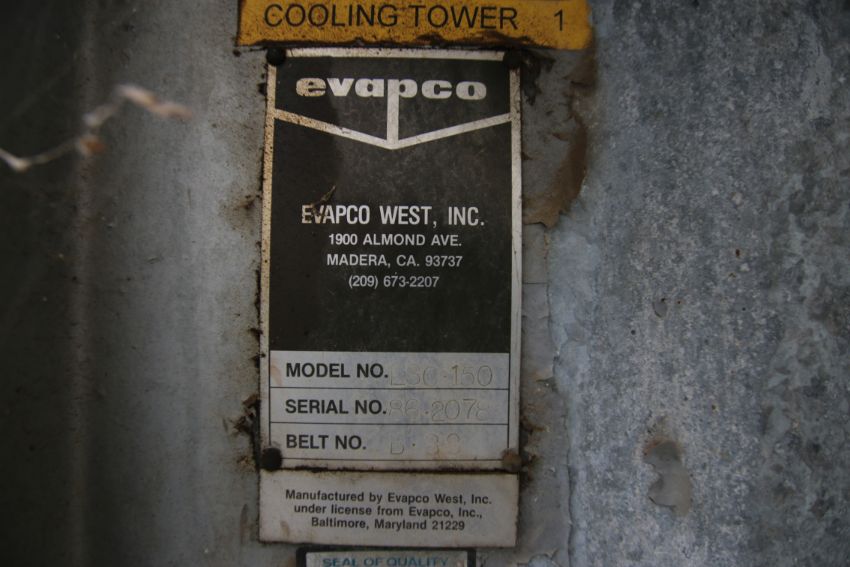 COOLING TOWER 1
evapco
EVAPCO WEST, INC.
1900 ALMOND AVE.
MADERA, CA. 93737
(209) 673-2207
MODEL NO. LSC-150
SERIAL NO. 86-2078
BELT NO.
Manufactured by Evapco West, Inc.
under license from Evapco, Inc.,
Baltimore, Maryland 21229
SEAL OF QUALITY